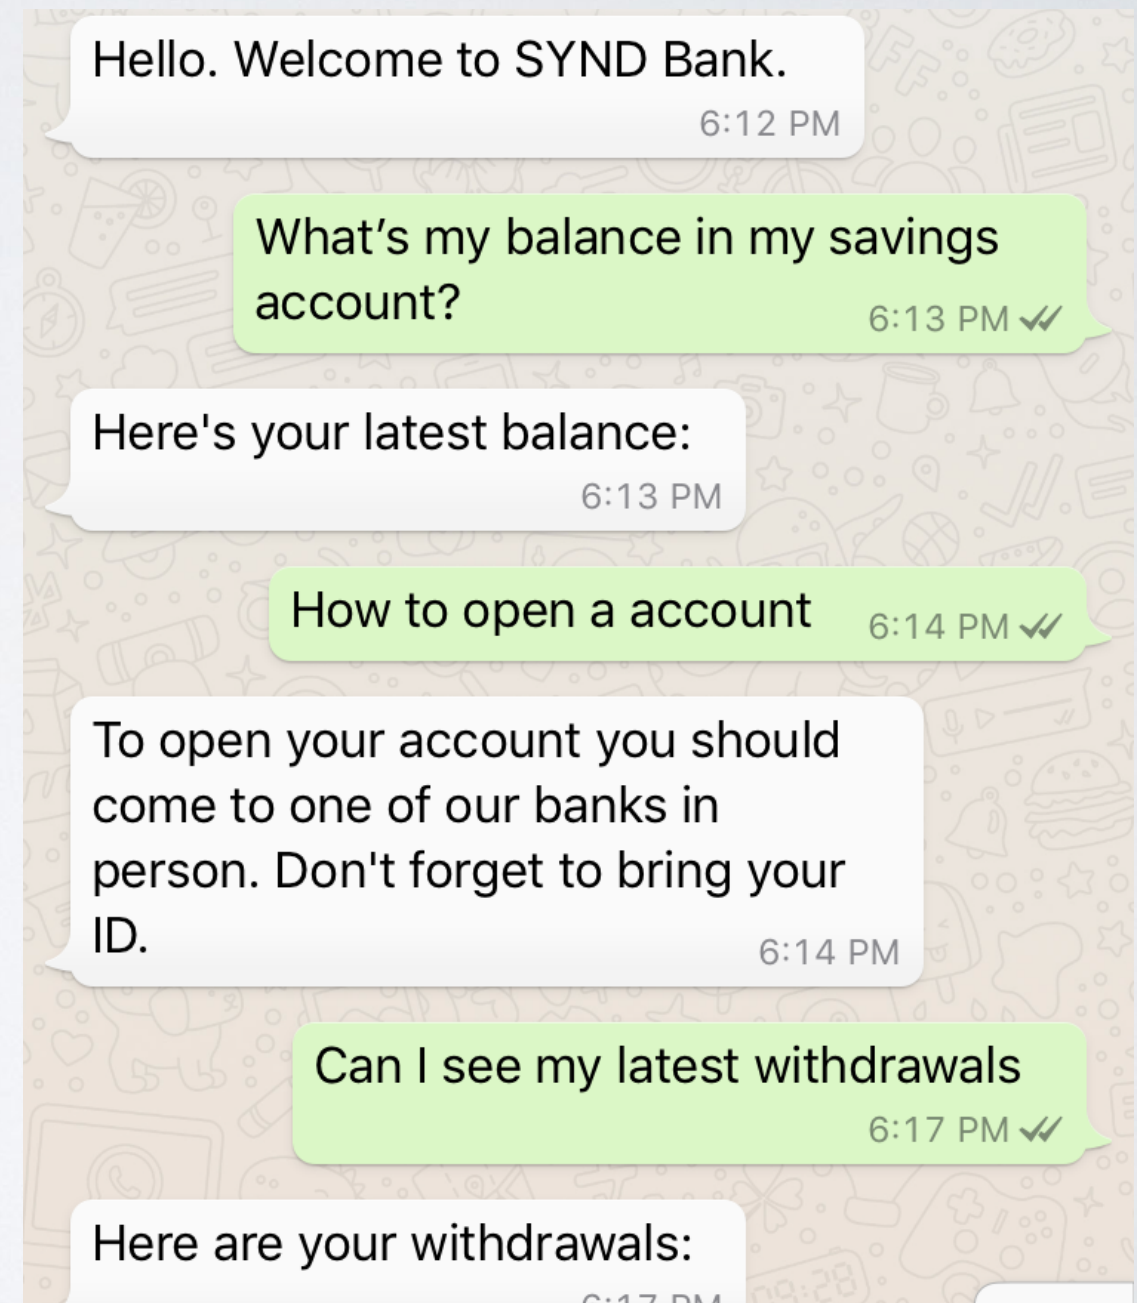 Hello. Welcome to SYND Bank.
6:12 PM
What’s my balance in my savings
account?
6:13 PM
Here's your latest balance:
6:13 PM
How to open a account
6:14 PM
To open your account you should
come to one of our banks in
person. Don't forget to bring your
ID.
6:14 PM
Can I see my latest withdrawals
6:17 PM
Here are your withdrawals:
6:17 PM